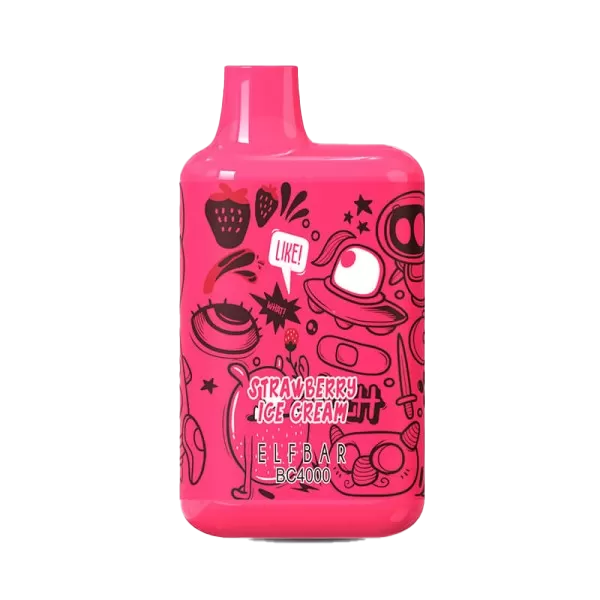 LIKE!
WHAT?
STRAWBERRY
ICE CREAM
ELFBAR
BC4000